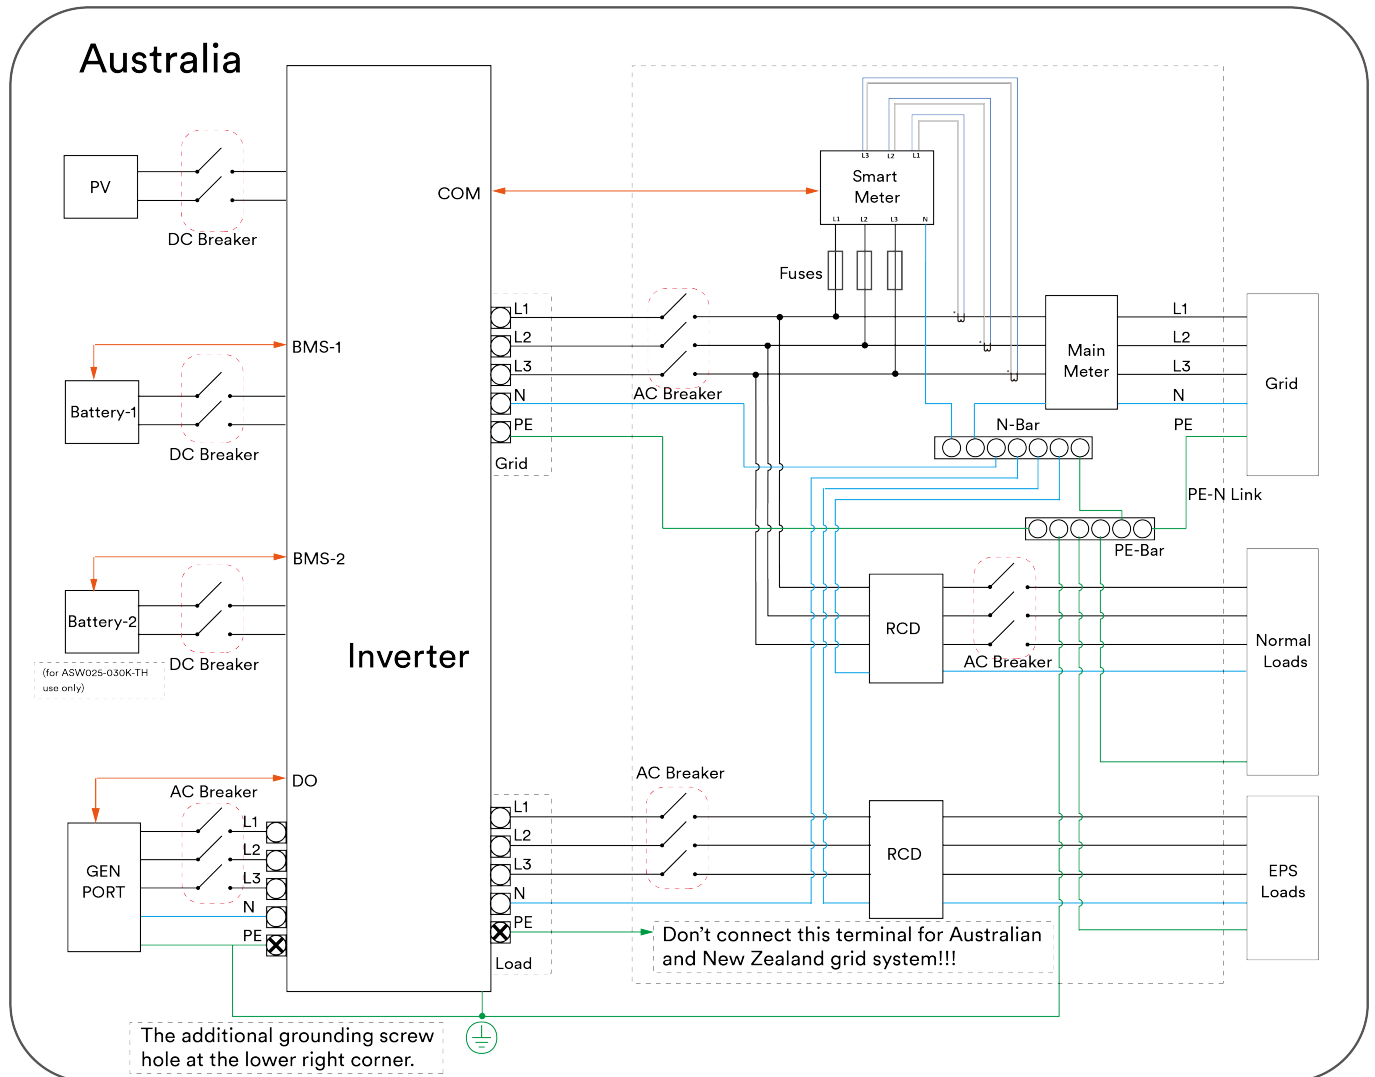 Australia
PV
DC Breaker
COM
L3 L2 L1
Smart
Meter
L1 L2 L3 N
Fuses
BMS-1
Battery-1
DC Breaker
L1
L2
L3
N
PE
Grid
AC Breaker
Main
Meter
L1
L2
L3
N
PE
Grid
N-Bar
PE-N Link
PE-Bar
BMS-2
Battery-2
DC Breaker
(for ASW025-030K-TH
use only)
Inverter
RCD
AC Breaker
Normal
Loads
DO
AC Breaker
GEN
PORT
L1
L2
L3
N
PE
L1
L2
L3
N
PE
Load
AC Breaker
RCD
EPS
Loads
Don't connect this terminal for Australian
and New Zealand grid system!!!
The additional grounding screw
hole at the lower right corner.